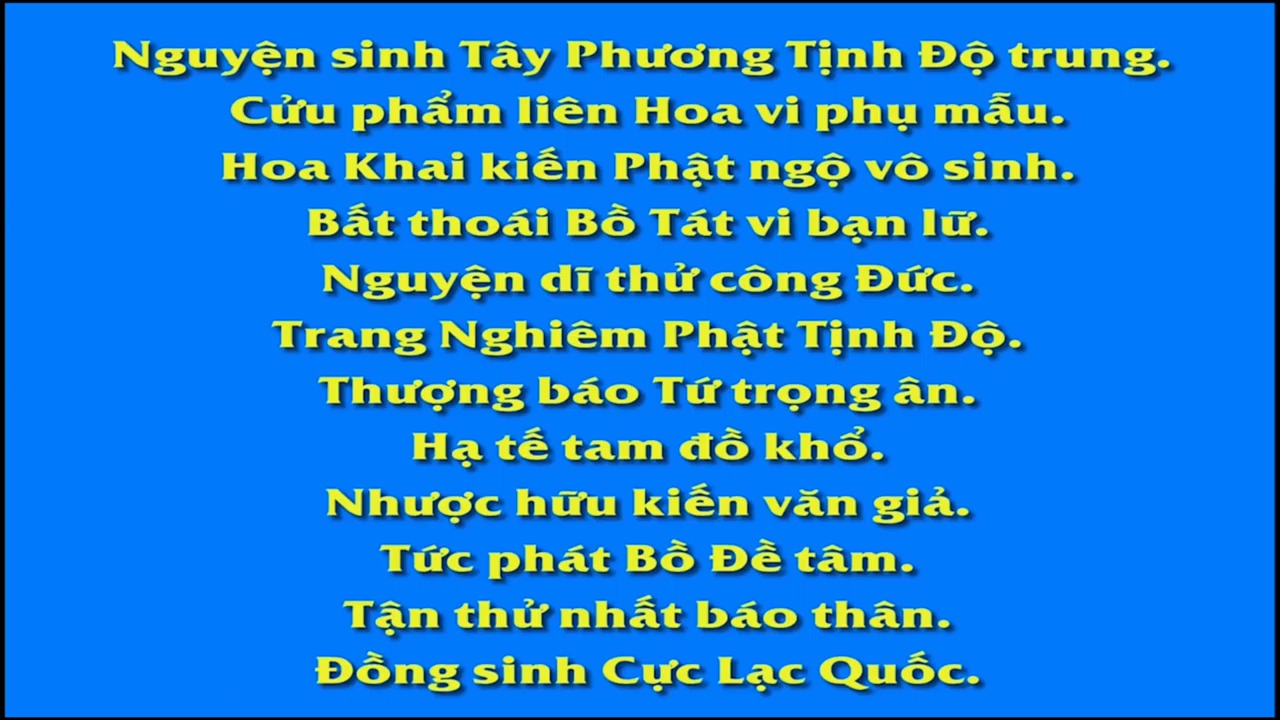 Nguyện sinh Tây Phương Tịnh Độ trung.
Cửu phẩm liên Hoa vi phụ mẫu.
Hoa Khai kiến Phật ngộ vô sinh.
Bất thoái Bồ Tát vi bạn lữ.
Nguyện dĩ thử công Đức.
Trang Nghiêm Phật Tịnh Độ.
Thượng báo Tứ trọng ân.
Hạ tế tam đồ khổ.
Nhược hữu kiến văn giả.
Tức phát Bồ Đề tâm.
Tận thử nhất báo thân.
Đồng sinh Cực Lạc Quốc.